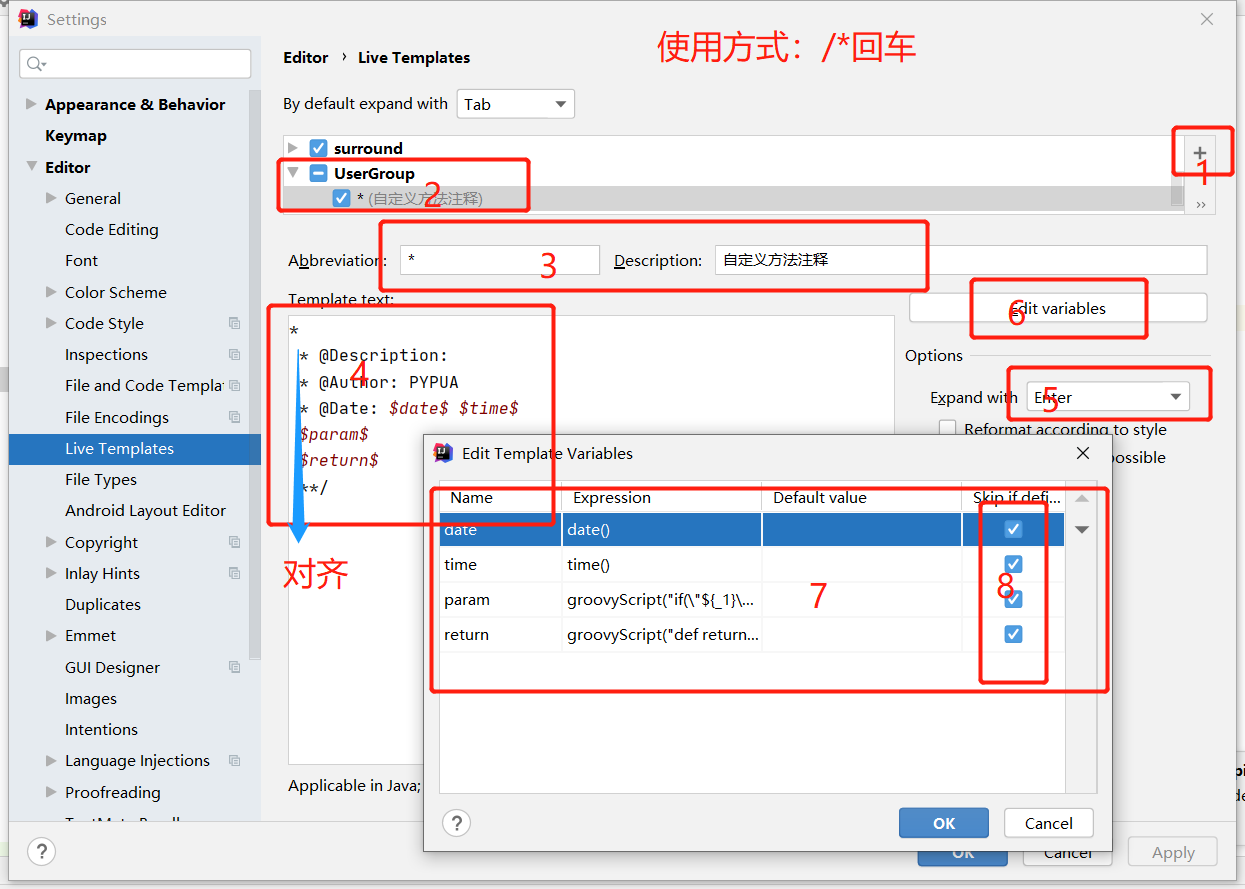 Settings
使用方式：/*回车
Editor › Live Templates
By default expand with Tab
Appearance & Behavior
Keymap
Editor
General
Code Editing
Font
Color Scheme
Code Style
Inspections
File and Code Templa
File Encodings
Live Templates
File Types
Android Layout Editor
Copyright
Inlay Hints
Duplicates
Emmet
GUI Designer
Images
Intentions
Language Injections
Proofreading
surround
UserGroup
* (自定义方法注释)
1
2
Abbreviation: *
Description: 自定义方法注释
3
Template text:
*
* @Description:
* @Author: PYPUA
* @Date: $date$ $time$
$param$
$return$
**/
4
对齐
Edit variables
6
Options
Expand with Enter
5
Reformat according to style
possible
Applicable in Java;
Edit Template Variables
Name Expression Default value Skip if defi...
date date()
time time()
param groovyScript("if(\"${_1}\...
return groovyScript("def return...
7
8
? OK Cancel
? OK Cancel Apply